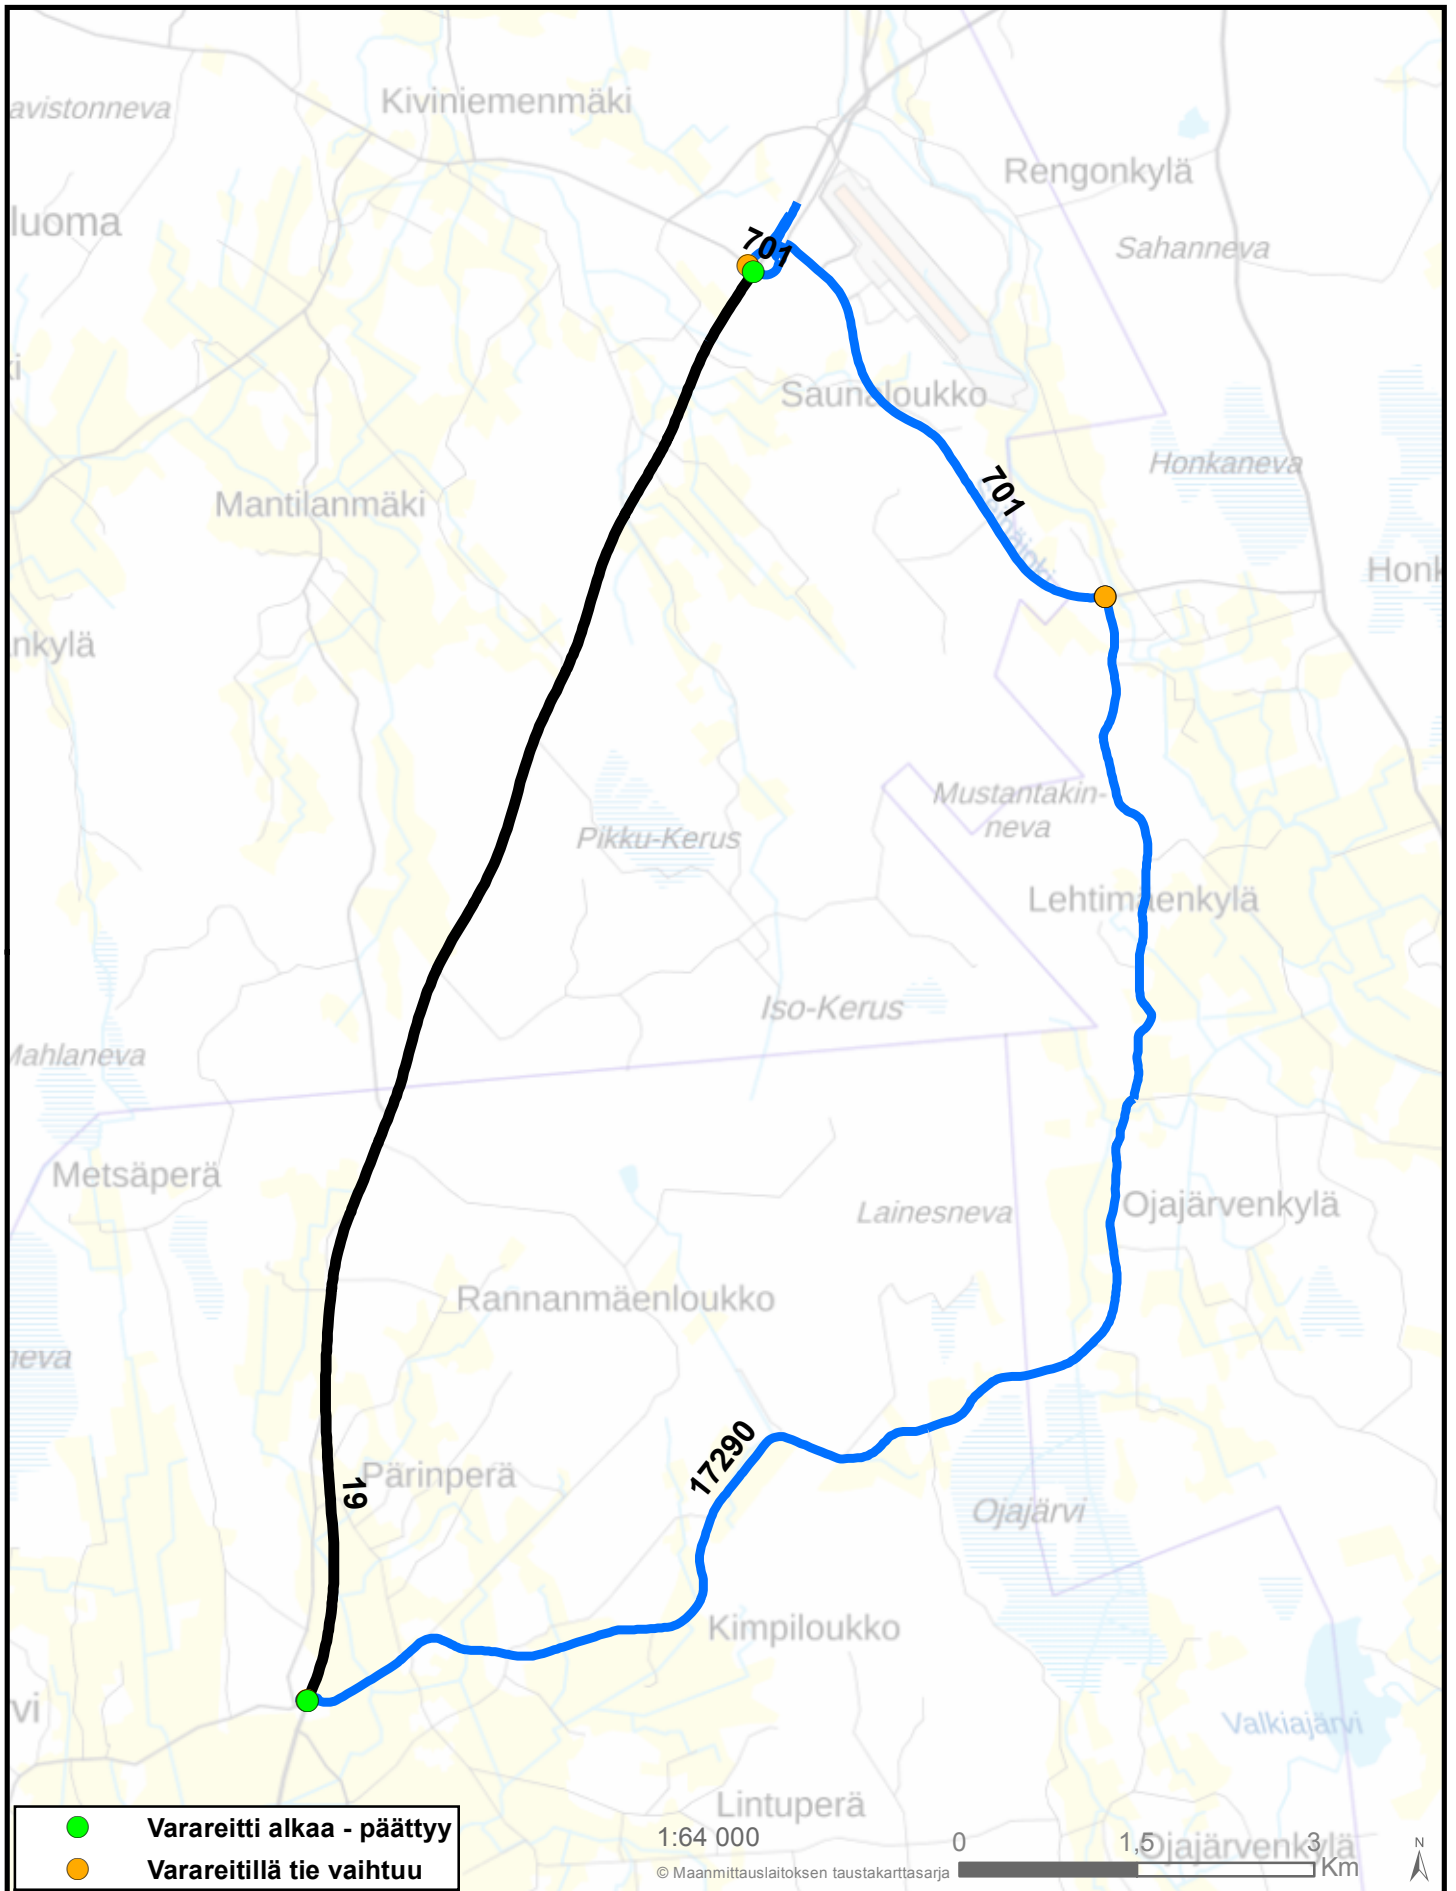 Kiviniemenmäki
avistonneva
Rengonkylä
luoma
Sahanneva
701
Saunaloukko
Honkaneva
701
Mantilanmäki
Honk
nkylä
Mustantakin-
neva
Pikku-Kerus
Lehtimäenkylä
Iso-Kerus
Mahlaneva
Metsäperä
Lainesneva
Ojajärvenkylä
Rannanmäenloukko
neva
17290
Pärinperä
19
Ojajärvi
Kimpiloukko
vi
Valkiajärvi
Lintuperä
Varareitti alkaa - päättyy
Varareitillä tie vaihtuu
1:64 000
© Maanmittauslaitoksen taustakarttasarja
0 1,5 3 Km
Ojajärvenkylä
N